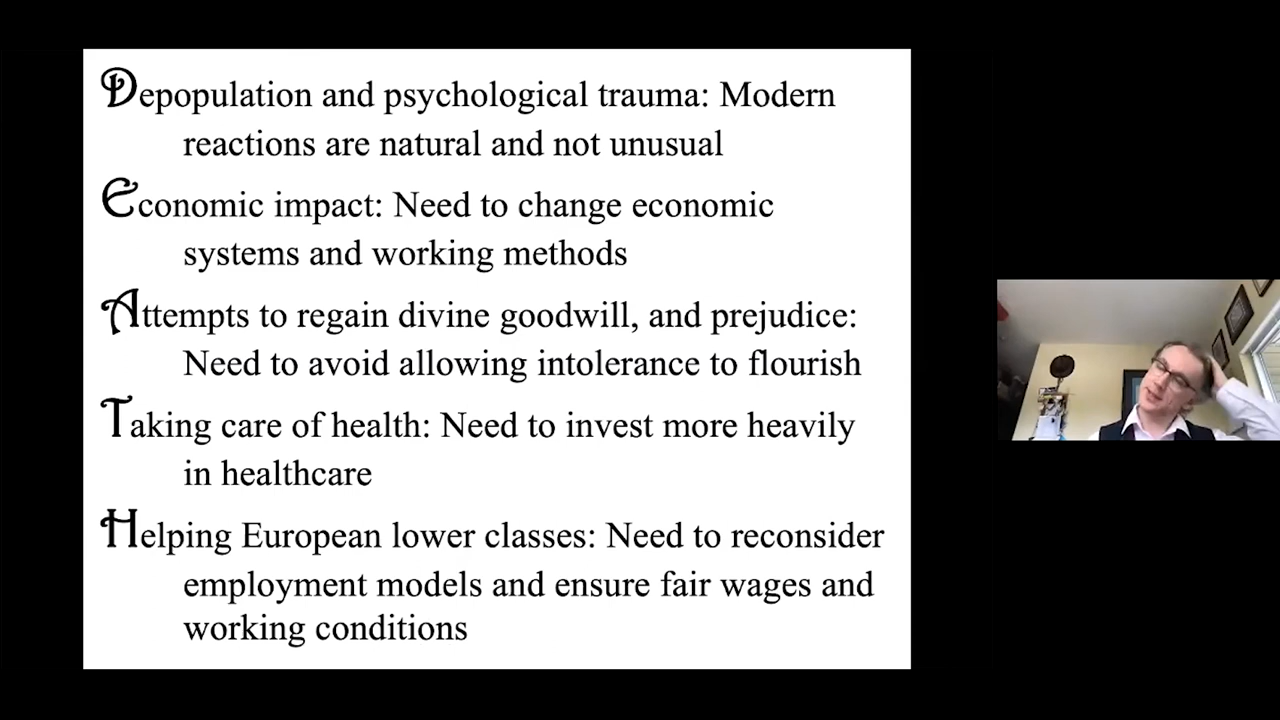 Depopulation and psychological trauma: Modern
reactions are natural and not unusual
Economic impact: Need to change economic
systems and working methods
Attempts to regain divine goodwill, and prejudice:
Need to avoid allowing intolerance to flourish
Taking care of health: Need to invest more heavily
in healthcare
Helping European lower classes: Need to reconsider
employment models and ensure fair wages and
working conditions